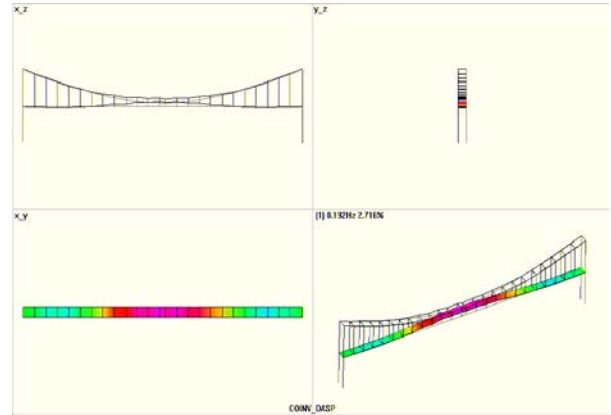 x_z
y_z
x_y
(1) 0.192Hz 2.716%
COINV_DASP